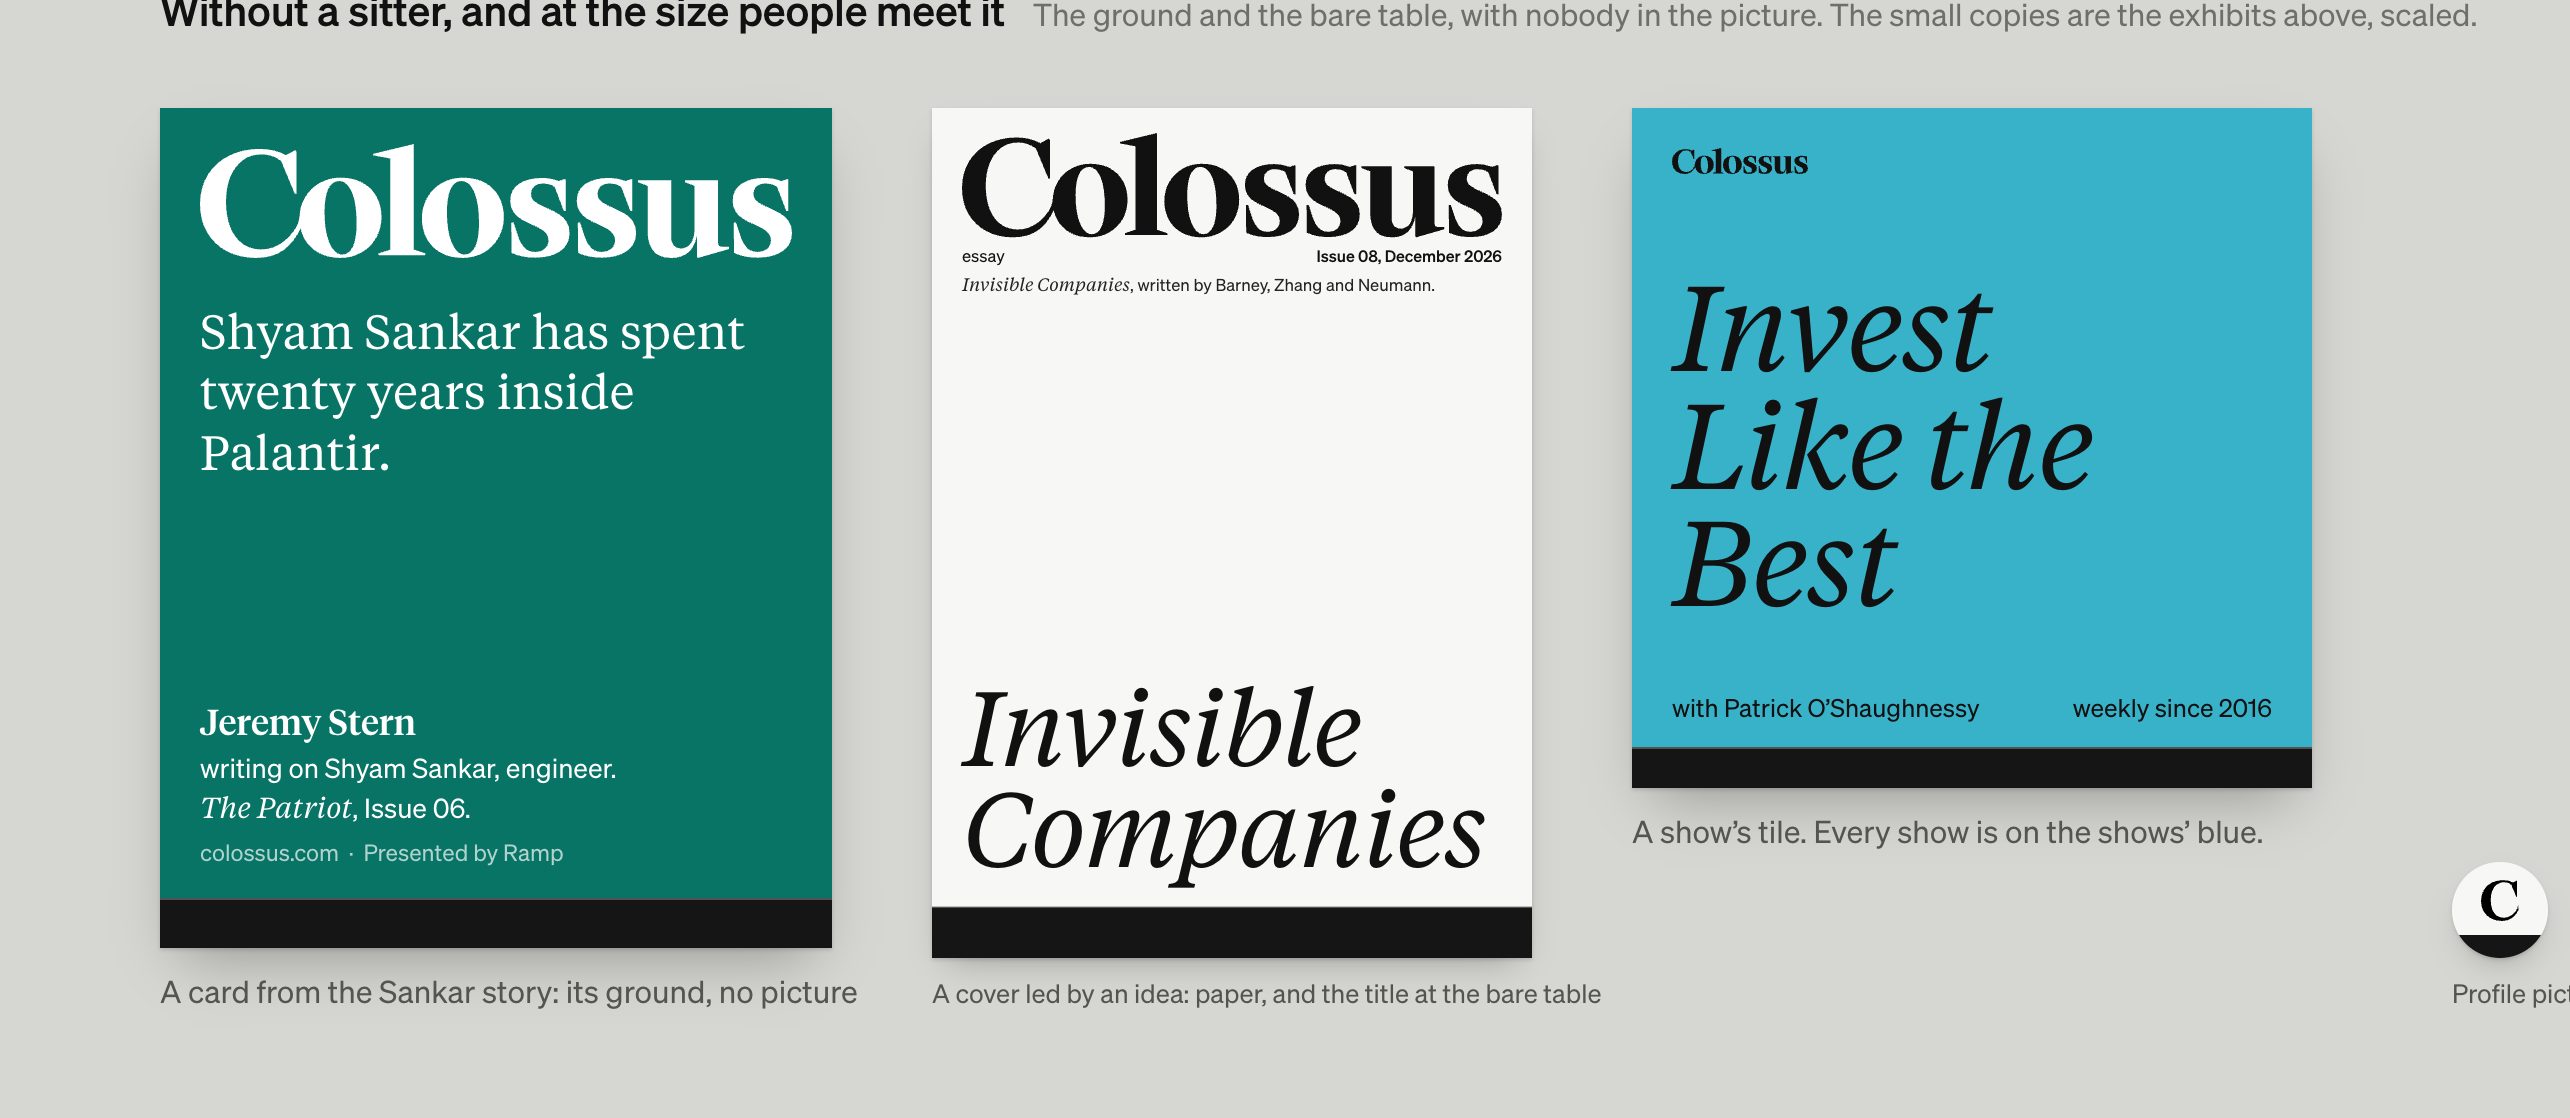 Without a sitter, and at the size people meet it The ground and the bare table, with nobody in the picture. The small copies are the exhibits above, scaled.
Colossus
Shyam Sankar has spent
twenty years inside
Palantir.
Jeremy Stern
writing on Shyam Sankar, engineer.
The Patriot, Issue 06.
colossus.com · Presented by Ramp
A card from the Sankar story: its ground, no picture
Colossus
essay Issue 08, December 2026
Invisible Companies, written by Barney, Zhang and Neumann.
Invisible
Companies
A cover led by an idea: paper, and the title at the bare table
Colossus
Invest
Like the
Best
with Patrick O’Shaughnessy weekly since 2016
A show’s tile. Every show is on the shows’ blue.
C
Profile pict